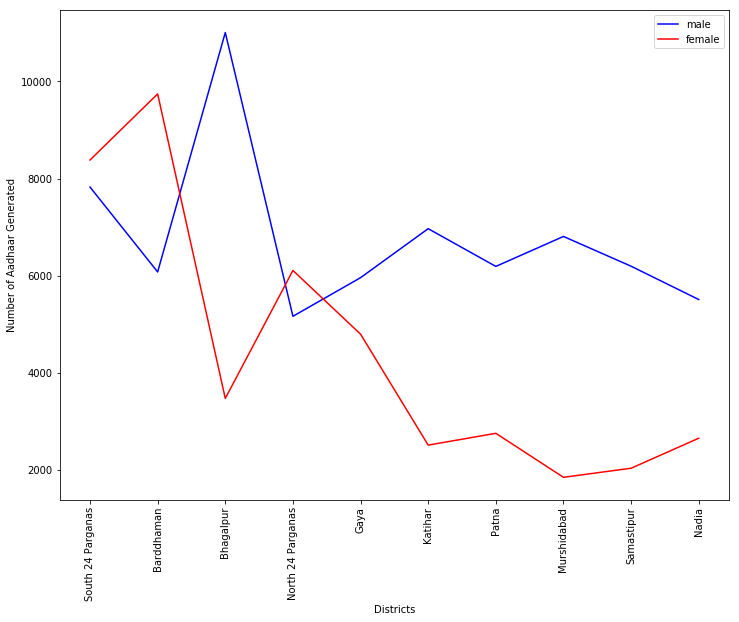 male
female
10000
8000
6000
4000
2000
Number of Aadhaar Generated
South 24 Parganas
Barddhaman
Bhagalpur
North 24 Parganas
Gaya
Katihar
Patna
Murshidabad
Samastipur
Nadia
Districts